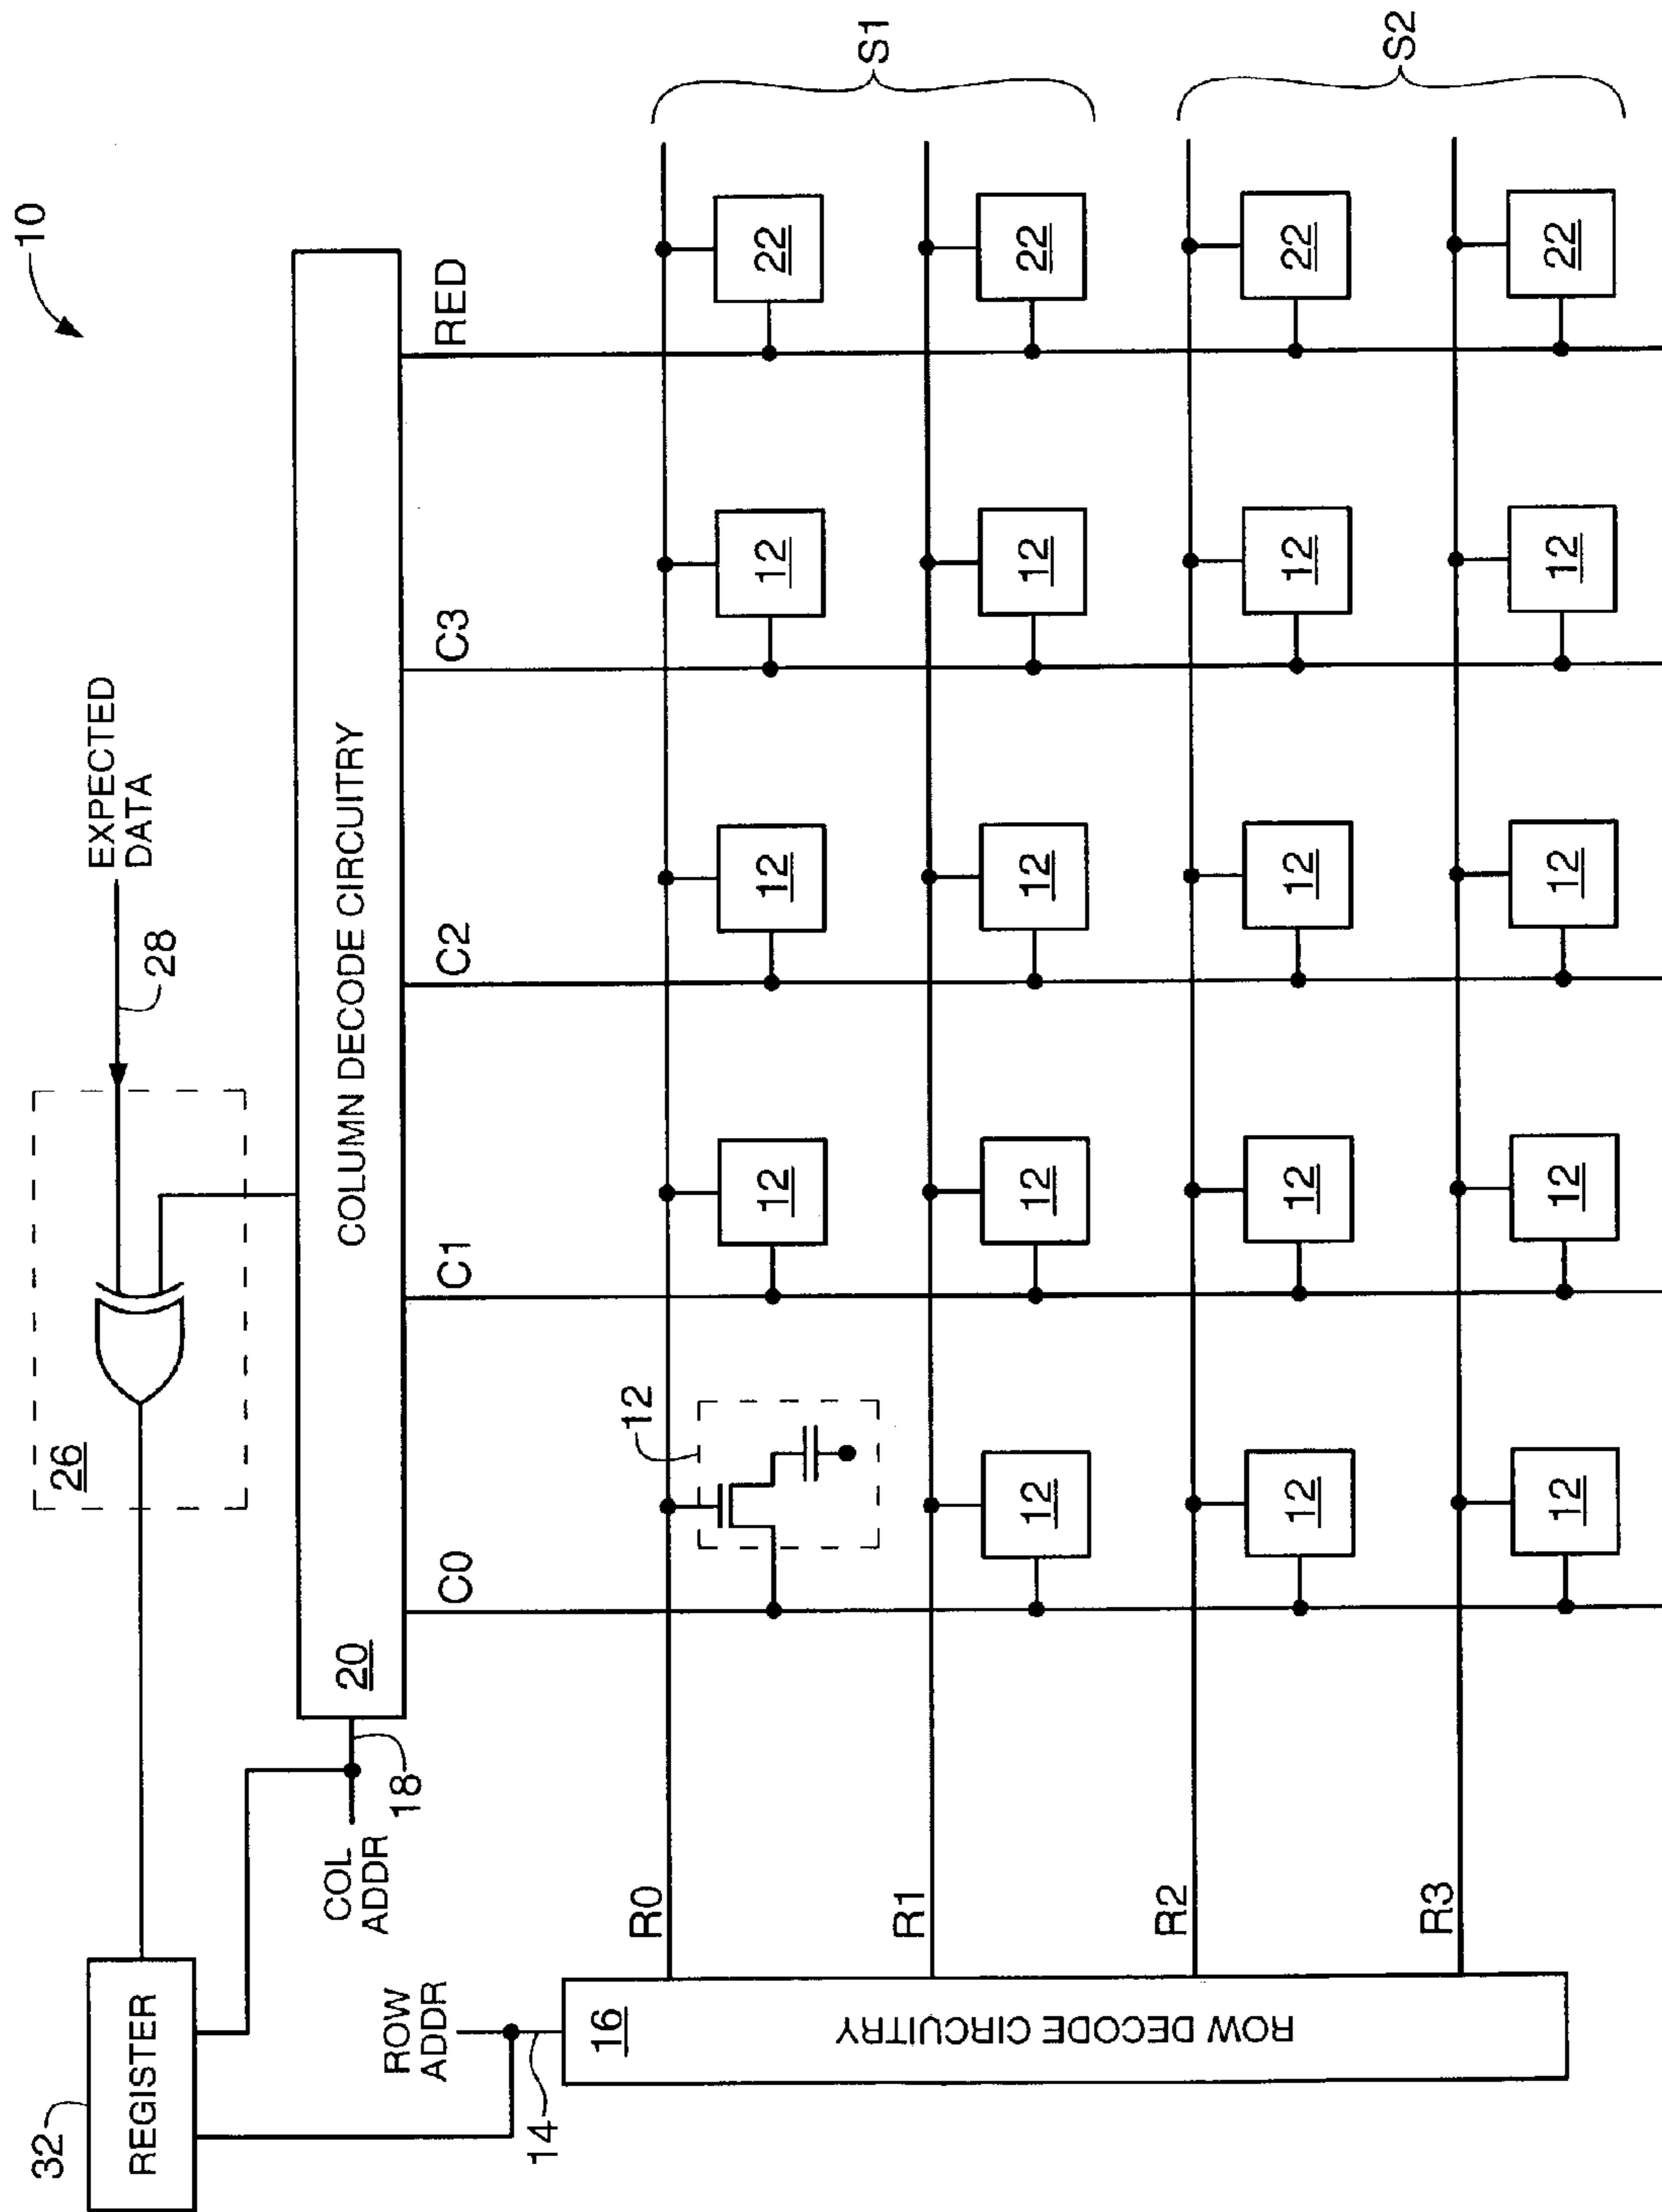 10
32
REGISTER
26
28
EXPECTED
DATA
COL
ADDR
18
20
COLUMN DECODE CIRCUITRY
ROW
ADDR
14
C0
C1
C2
C3
RED
16
ROW DECODE CIRCUITRY
R0
12
12
12
12
22
S1
R1
12
12
12
12
22
R2
12
12
12
12
22
S2
R3
12
12
12
12
22